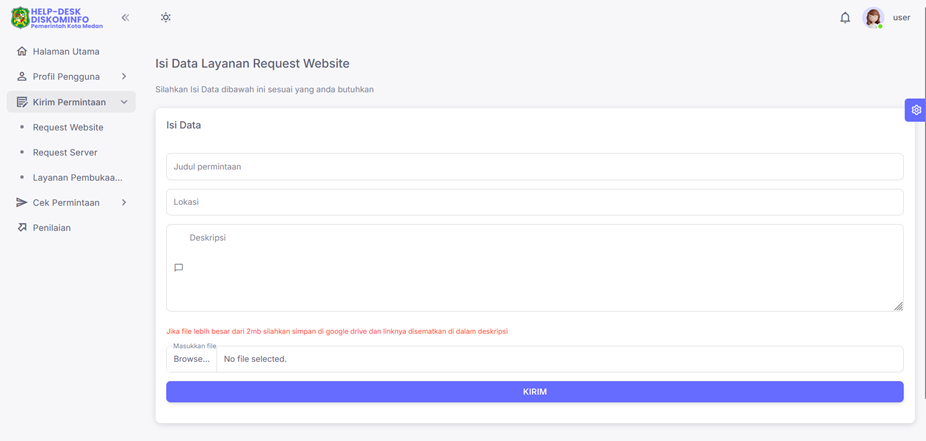 HELP-DESK
DISKOMINFO
Pemerintah Kota Medan
user
Halaman Utama
Profil Pengguna
Kirim Permintaan
Request Website
Request Server
Layanan Pembukaa...
Cek Permintaan
Penilaian
Isi Data Layanan Request Website
Silahkan Isi Data dibawah ini sesuai yang anda butuhkan
Isi Data
Judul permintaan
Lokasi
Deskripsi
Jika file lebih besar dari 2mb silahkan simpan di google drive dan linknya disematkan di dalam deskripsi
Masukkan file
Browse... No file selected.
KIRIM